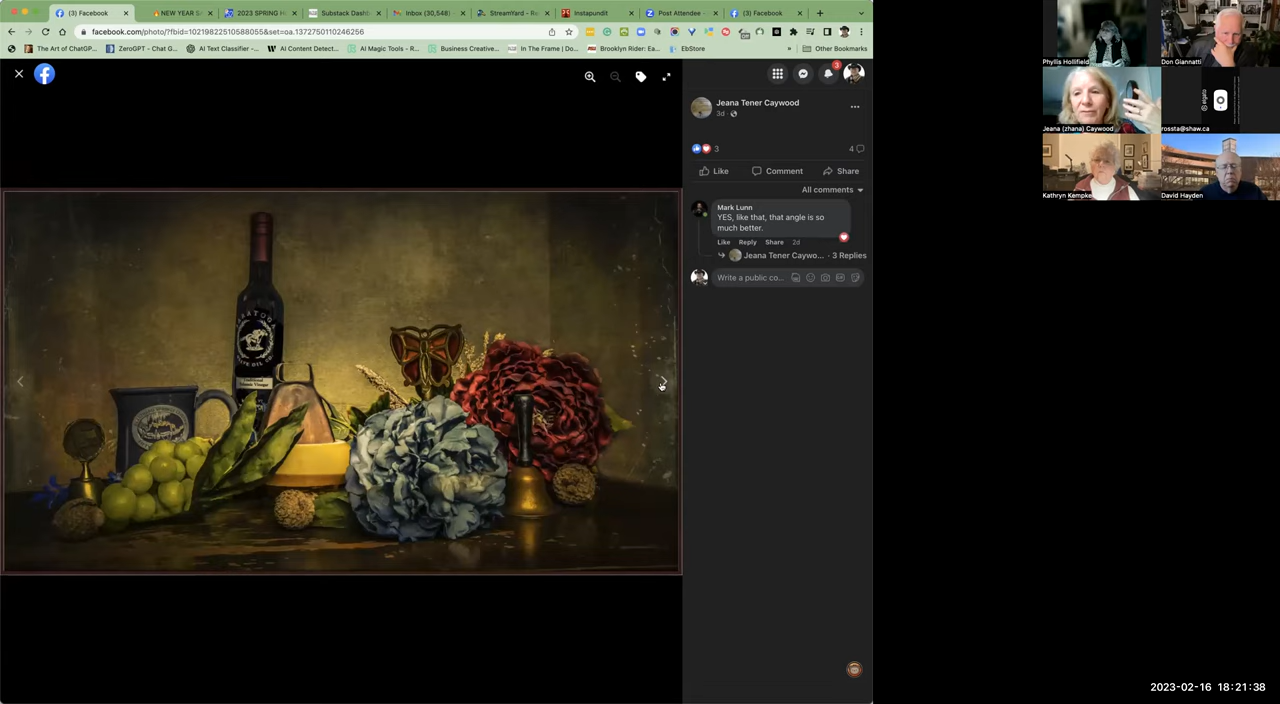 (3) Facebook
2023 SPRING H
Substack Dashb
Inbox (30,548)
StreamYard - Re
Instapundit
Post Attendee -
(3) Facebook
facebook.com/photo/?fbid=10219822510588055&set=oa.1372750110246256
The Art of ChatGP...
ZeroGPT - Chat G...
AI Text Classifier -...
AI Content Detect...
AI Magic Tools - R...
Business Creative...
In The Frame | Do...
Brooklyn Rider: Ea...
EbStore
»
Other Bookmarks
3
Jeana Tener Caywood
3d
3
4
Like
Comment
Share
All comments
Mark Lunn
YES, like that, that angle is so
much better.
Like Reply Share 2d
Jeana Tener Caywo... · 3 Replies
Write a public co...
Phyllis Hollifield
Don Giannatti
Jeana (zhana) Caywood
elgato
rossta@shaw.ca
Kathryn Kempke
David Hayden
2023-02-16 18:21:38